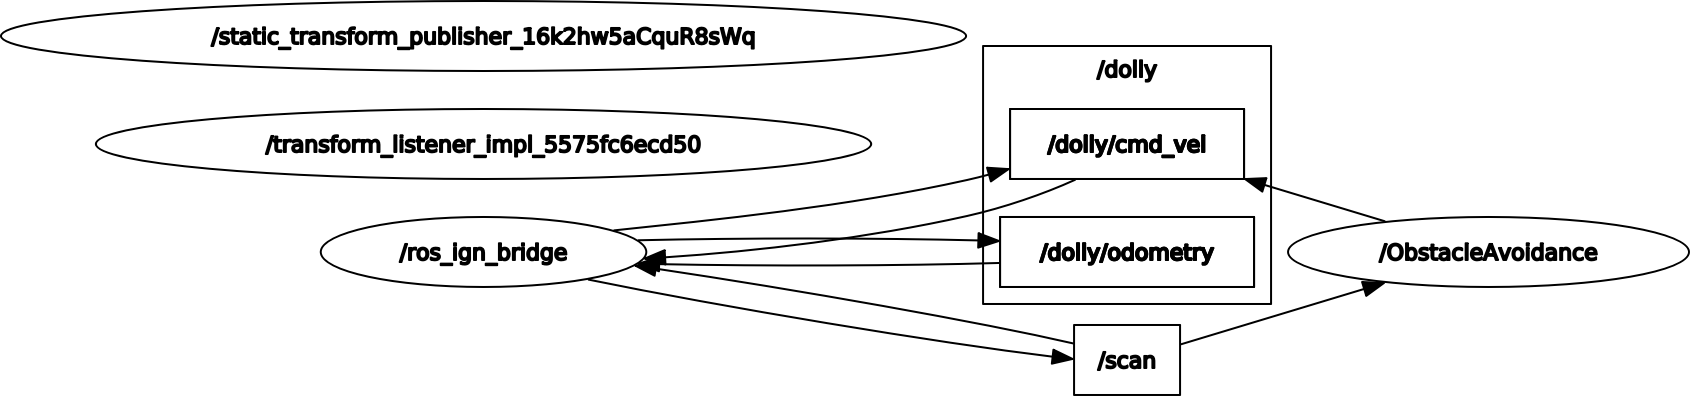 /static_transform_publisher_16k2hw5aCquR8sWq
/dolly
/transform_listener_impl_5575fc6ecd50
/dolly/cmd_vel
/ros_ign_bridge
/dolly/odometry
/ObstacleAvoidance
/scan